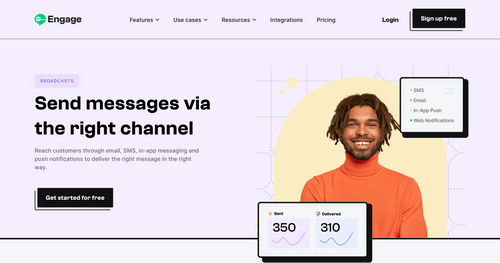 Engage
Features
Use cases
Resources
Integrations
Pricing
Login
Sign up free
BROADCASTS
Send messages via
the right channel
Reach customers through email, SMS, in-app messaging and
push notifications to deliver the right message in the right
way.
Get started for free
SMS
Email
In-App Push
Web Notifications
Sent
350
Delivered
310